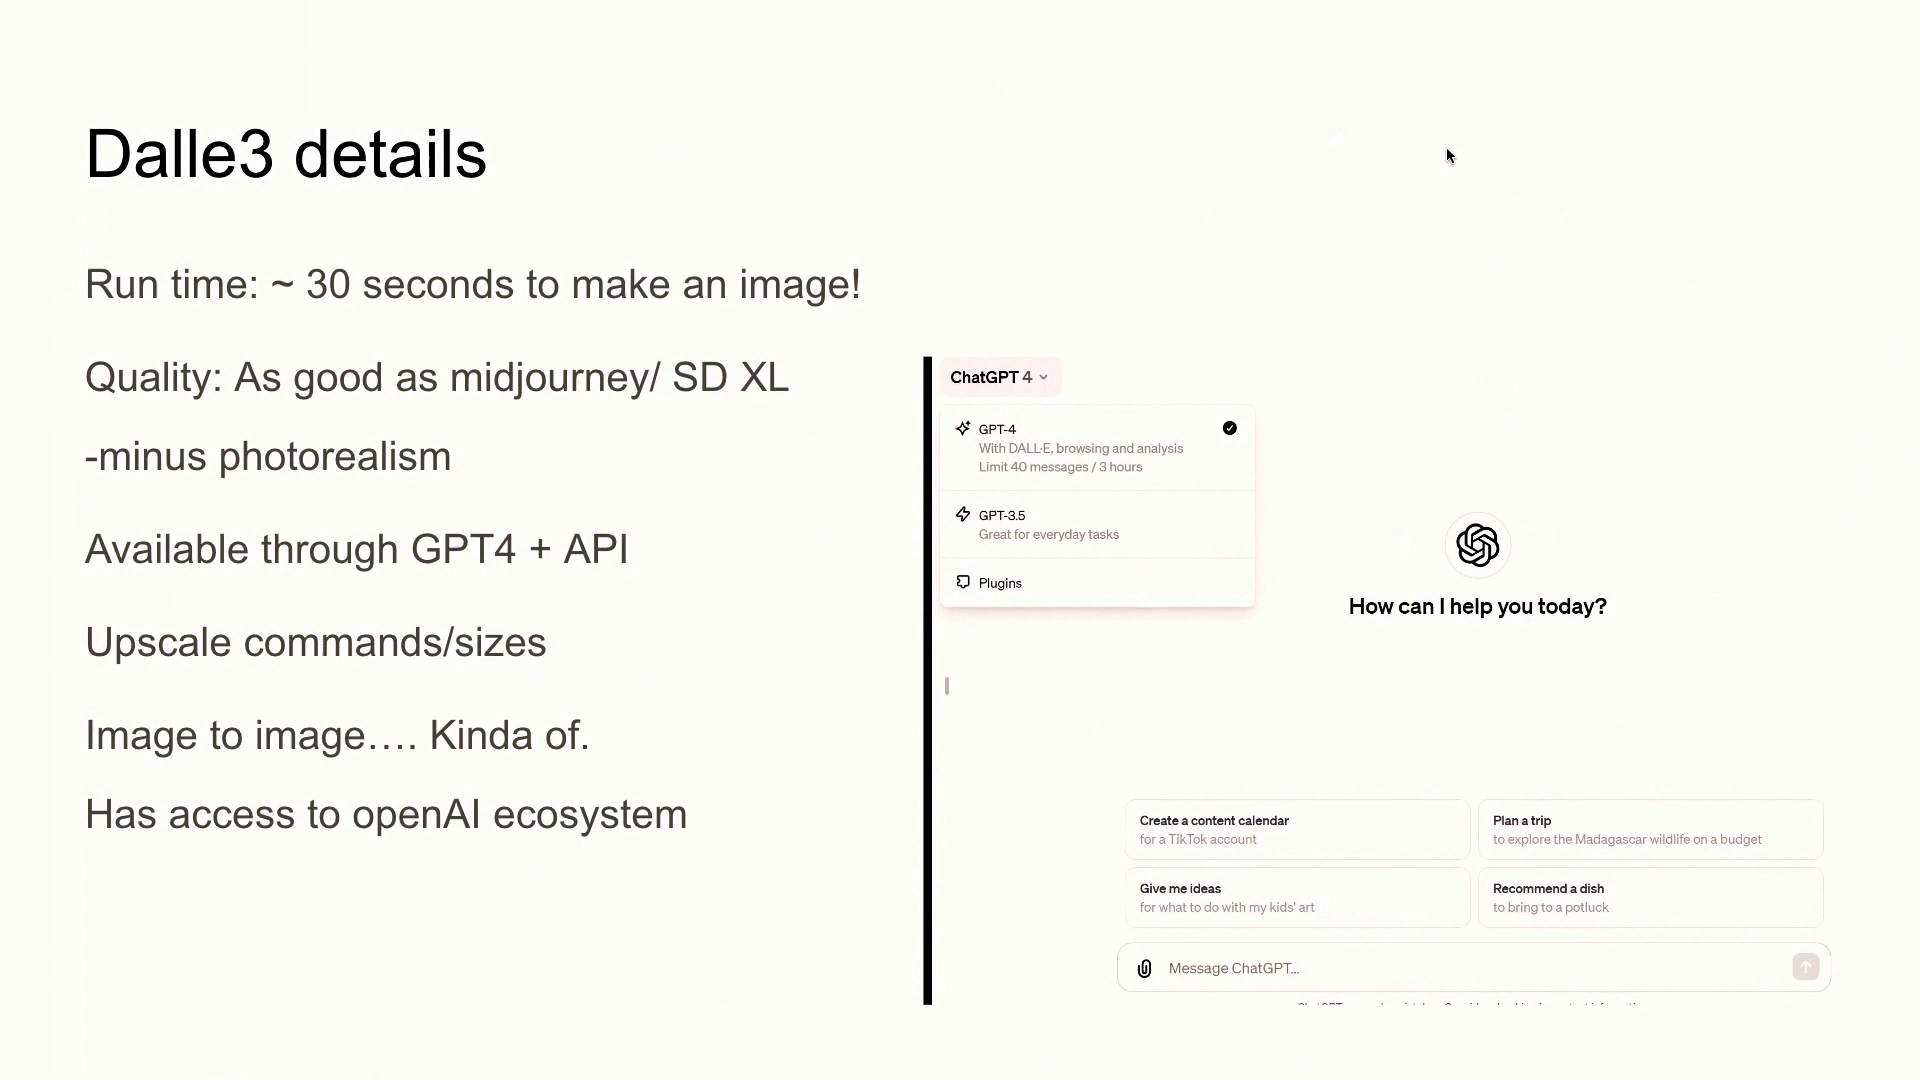 Dalle3 details
Run time: ~ 30 seconds to make an image!
Quality: As good as midjourney/ SD XL
-minus photorealism
Available through GPT4 + API
Upscale commands/sizes
Image to image.... Kinda of.
Has access to openAI ecosystem
ChatGPT 4
GPT-4
With DALL·E, browsing and analysis
Limit 40 messages / 3 hours
GPT-3.5
Great for everyday tasks
Plugins
How can I help you today?
Create a content calendar
for a TikTok account
Plan a trip
to explore the Madagascar wildlife on a budget
Give me ideas
for what to do with my kids' art
Recommend a dish
to bring to a potluck
Message ChatGPT...